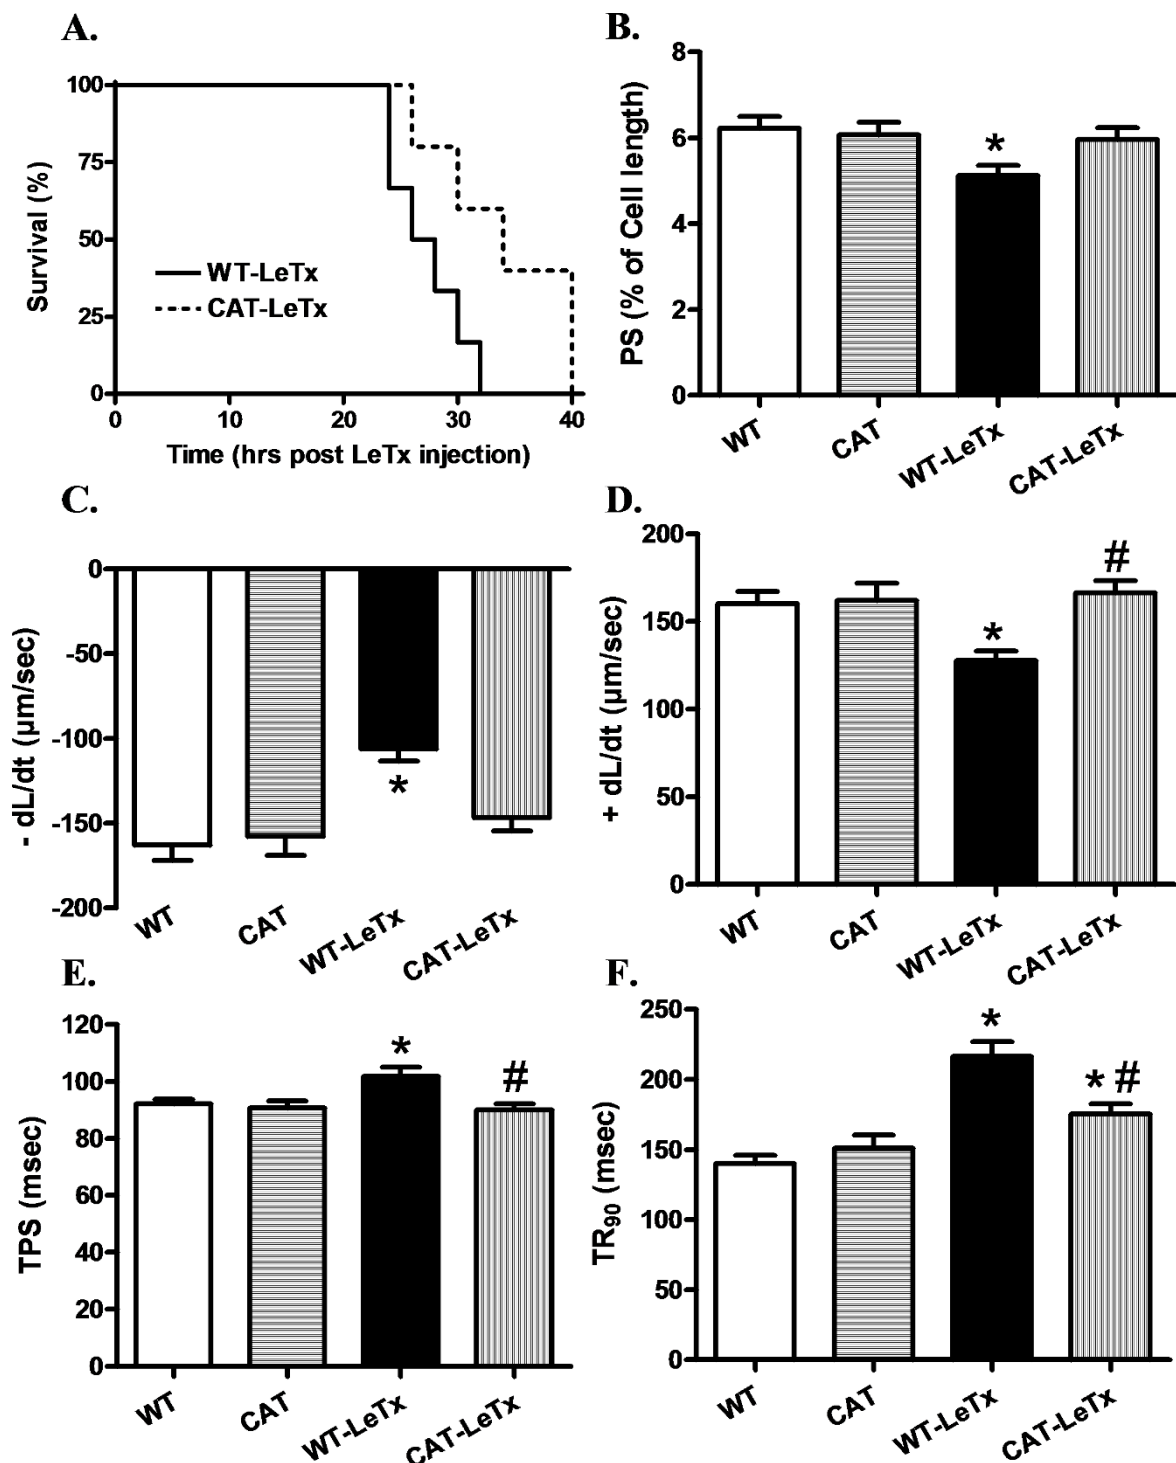 A.
Survival (%)
100
75
50
25
0
WT-LeTx
CAT-LeTx
0 10 20 30 40
Time (hrs post LeTx injection)
B.
PS (% of Cell length)
8
6
4
2
0
*
WT CAT WT-LeTx CAT-LeTx
C.
- dL/dt (µm/sec)
0
-50
-100
-150
-200
*
WT CAT WT-LeTx CAT-LeTx
D.
+ dL/dt (µm/sec)
200
150
100
50
0
* #
WT CAT WT-LeTx CAT-LeTx
E.
TPS (msec)
120
100
80
60
40
20
0
* #
WT CAT WT-LeTx CAT-LeTx
F.
TR90 (msec)
250
200
150
100
50
0
* * #
WT CAT WT-LeTx CAT-LeTx